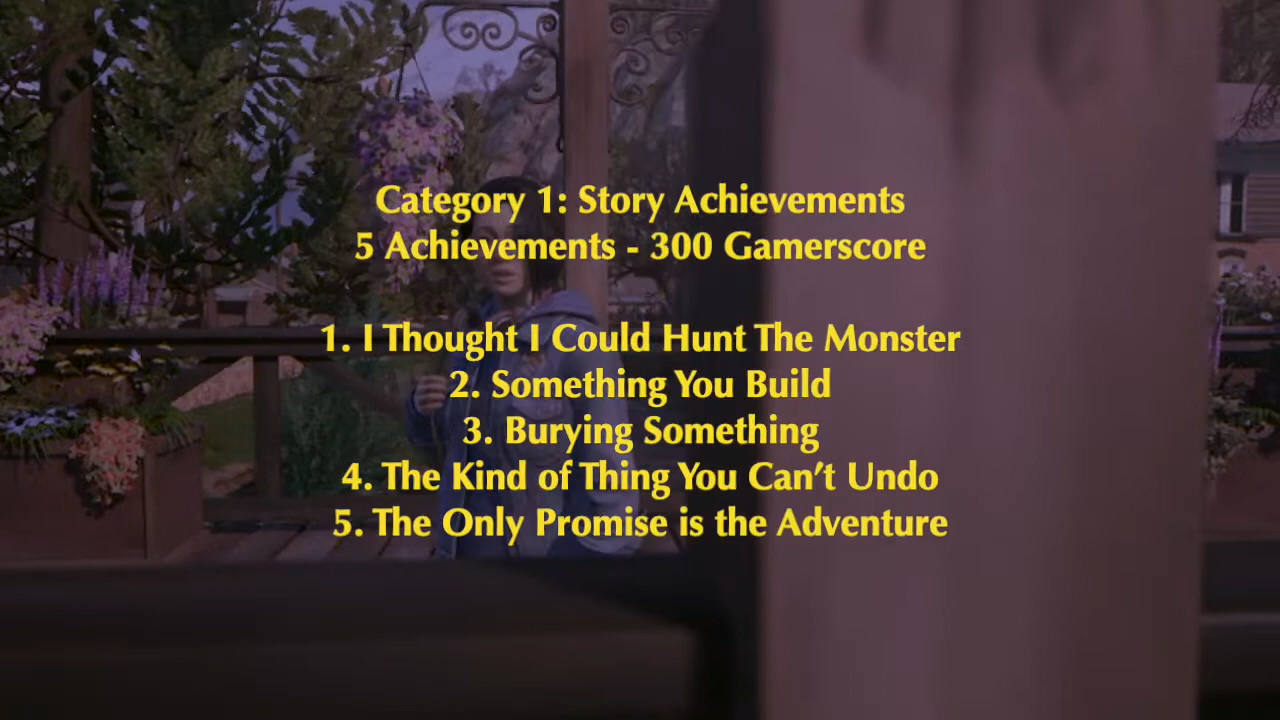 Category 1: Story Achievements
5 Achievements - 300 Gamerscore
1. I Thought I Could Hunt The Monster
2. Something You Build
3. Burying Something
4. The Kind of Thing You Can’t Undo
5. The Only Promise is the Adventure